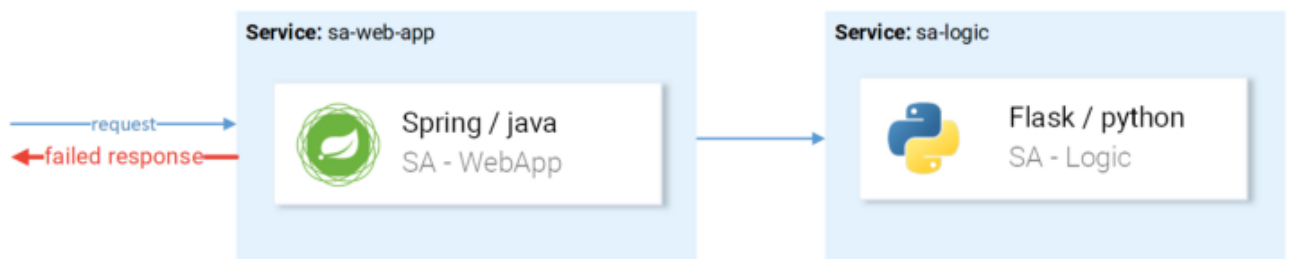 Service: sa-web-app
Service: sa-logic
request
failed response
Spring / java
SA - WebApp
Flask / python
SA - Logic